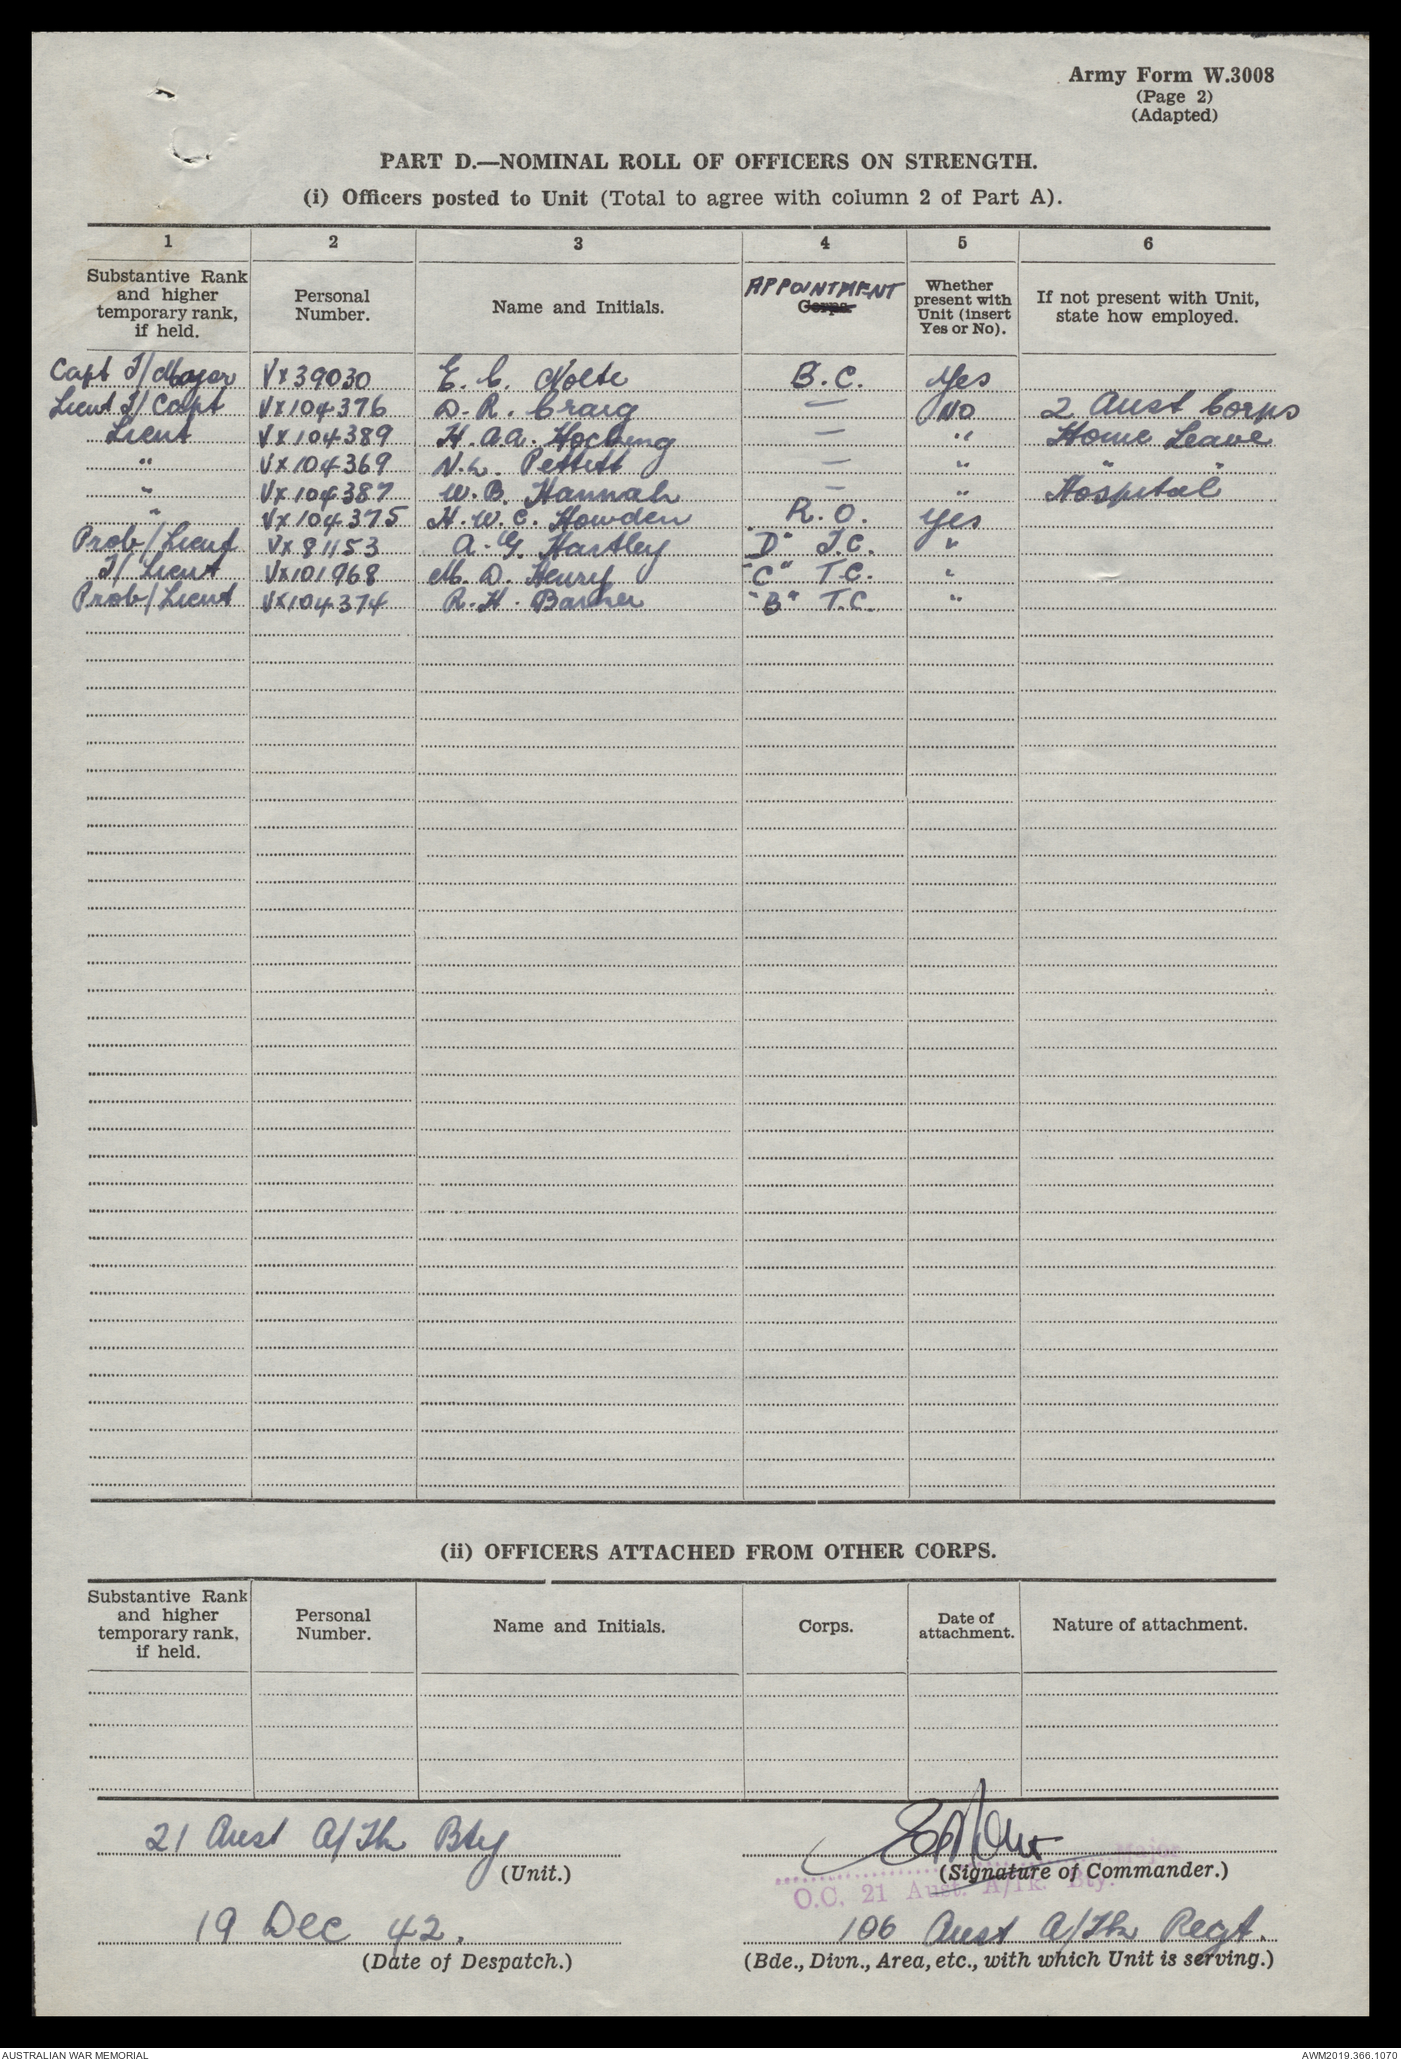 Army Form W.3008
(Page 2)
(Adapted)
PART D.—NOMINAL ROLL OF OFFICERS ON STRENGTH.
(i) Officers posted to Unit (Total to agree with column 2 of Part A).
1 2 3 4 5 6
Substantive Rank and higher temporary rank, if held. Personal Number. Name and Initials. APPOINTMENT Corps. Whether present with Unit (insert Yes or No). If not present with Unit, state how employed.
Capt T/Major VX39030 E. C. Nolte B.C. Yes
Lieut T/Capt VX104376 D. R. Craig — No 2 Aust Corps
Lieut VX104389 H. A.A. Hocking — " Home Leave
" VX104369 N.L. Pettett — " " "
" VX104387 W.B. Hannah — " Hospital
" VX104375 H.W.C. Howden R.O. Yes
Prob/Lieut VX81153 A.G. Hartley "D" T.C. "
T/Lieut VX101968 M. D. Henry "C" T.C. "
Prob/Lieut VX104374 R.H. Barker "B" T.C. "
(ii) OFFICERS ATTACHED FROM OTHER CORPS.
Substantive Rank and higher temporary rank, if held. Personal Number. Name and Initials. Corps. Date of attachment. Nature of attachment.
21 Aust A/Tk Bty
(Unit.)
Major
(Signature of Commander.)
O.C. 21 Aust. A/Tk. Bty.
19 Dec 42.
(Date of Despatch.)
106 Aust A/Tk Regt.
(Bde., Divn., Area, etc., with which Unit is serving.)
AUSTRALIAN WAR MEMORIAL
AWM2019.366.1070